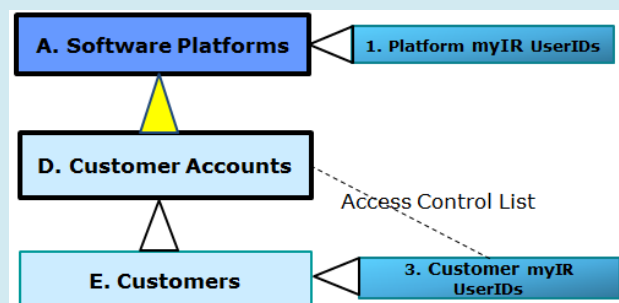 A. Software Platforms
1. Platform myIR UserIDs
D. Customer Accounts
Access Control List
E. Customers
3. Customer myIR
UserIDs